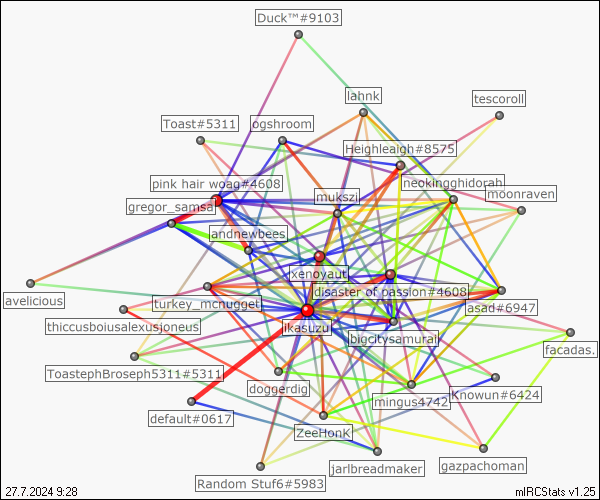 Duck™#9103
lahnk
tescoroll
Toast#5311
ogshroom
Heighleaigh#8575
pink hair woag#4608
neokingghidorah
moonraven
mukszi
gregor_samsa
andnewbees
xenoyaut
disaster of passion#4608
avelicious
turkey_mcnugget
asad#6947
thiccusboiusalexusjoneus
ikasuzu
bigcitysamurai
facadas.
ToastephBroseph5311#5311
doggerdig
Knowun#6424
mingus4742
default#0617
ZeeHonK
jarlbreadmaker
gazpachoman
Random Stuf6#5983
27.7.2024 9:28
mIRCStats v1.25